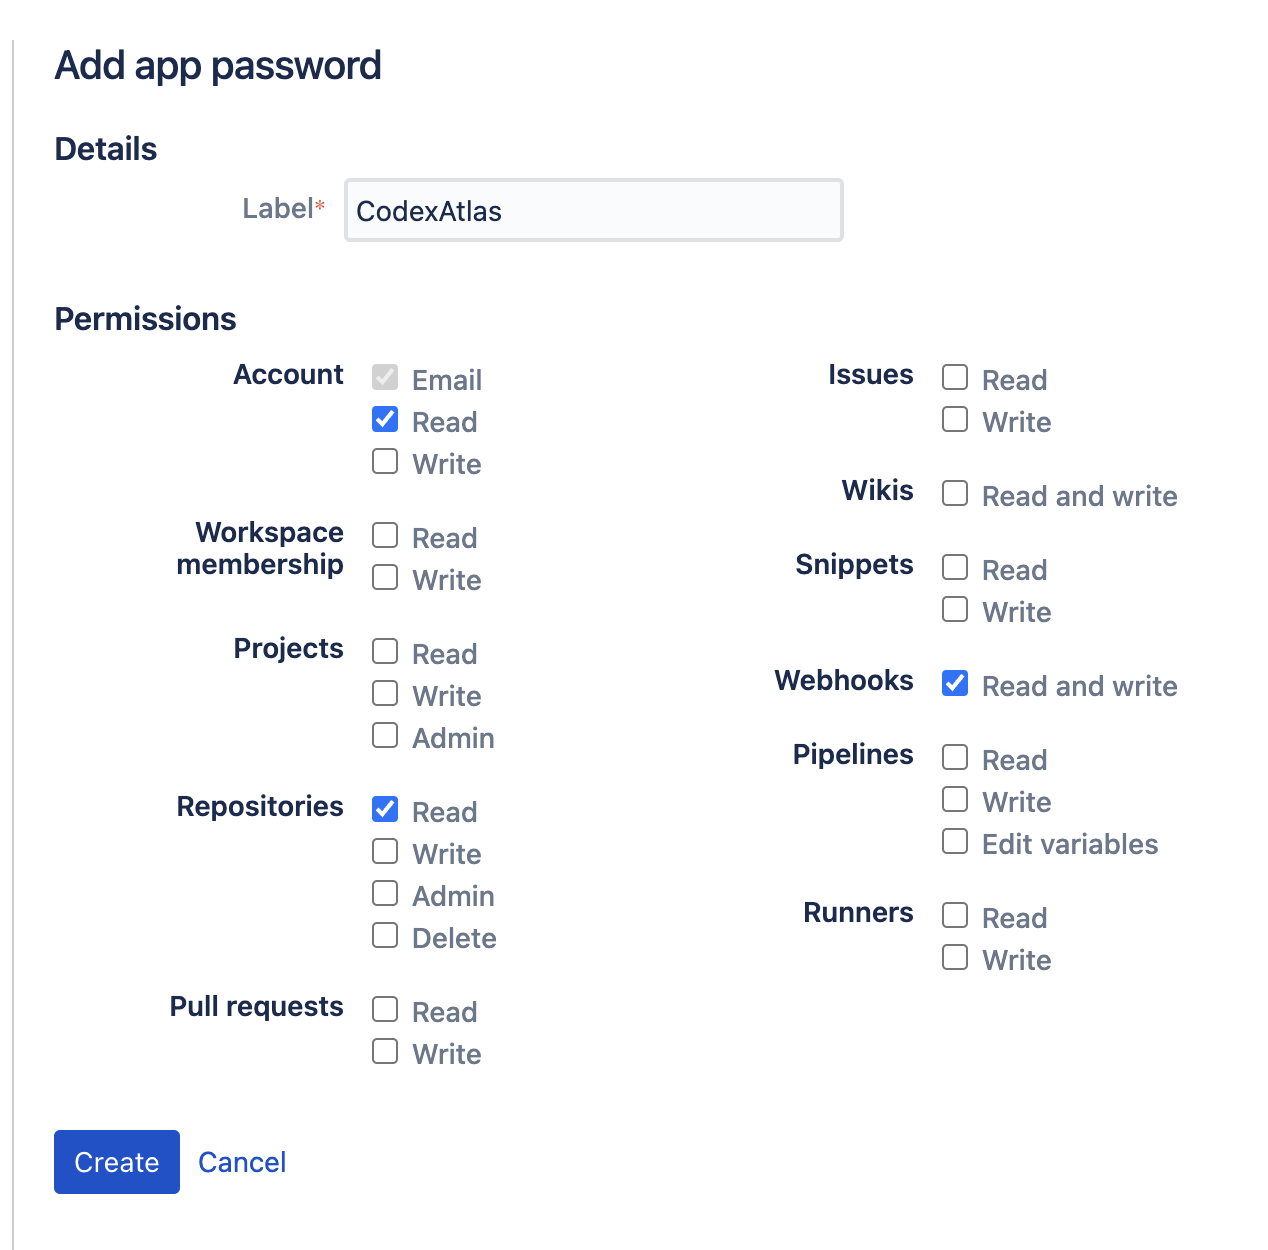 Add app password
Details
Label*
CodexAtlas
Permissions
Account
Email
Read
Write
Workspace
membership
Read
Write
Projects
Read
Write
Admin
Repositories
Read
Write
Admin
Delete
Pull requests
Read
Write
Issues
Read
Write
Wikis
Read and write
Snippets
Read
Write
Webhooks
Read and write
Pipelines
Read
Write
Edit variables
Runners
Read
Write
Create
Cancel